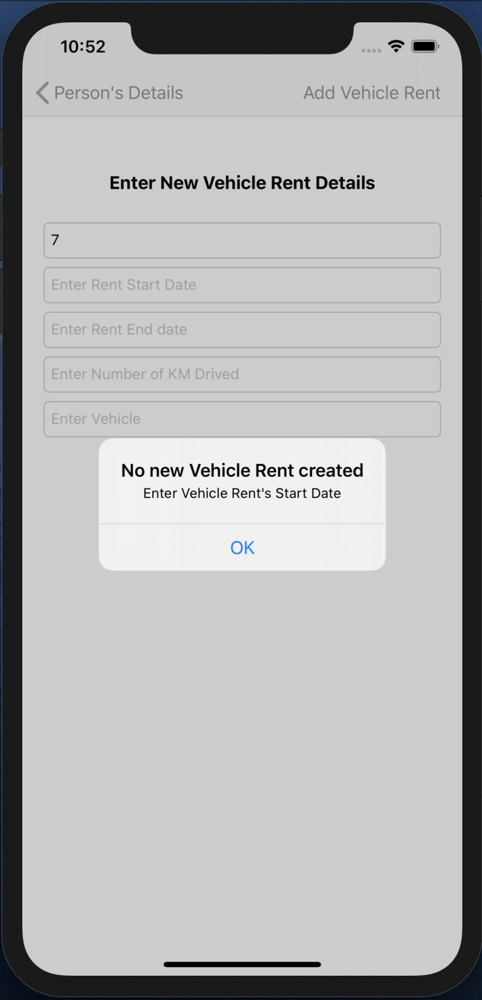 10:52
Person's Details
Add Vehicle Rent
Enter New Vehicle Rent Details
7
Enter Rent Start Date
Enter Rent End date
Enter Number of KM Drived
Enter Vehicle
No new Vehicle Rent created
Enter Vehicle Rent's Start Date
OK